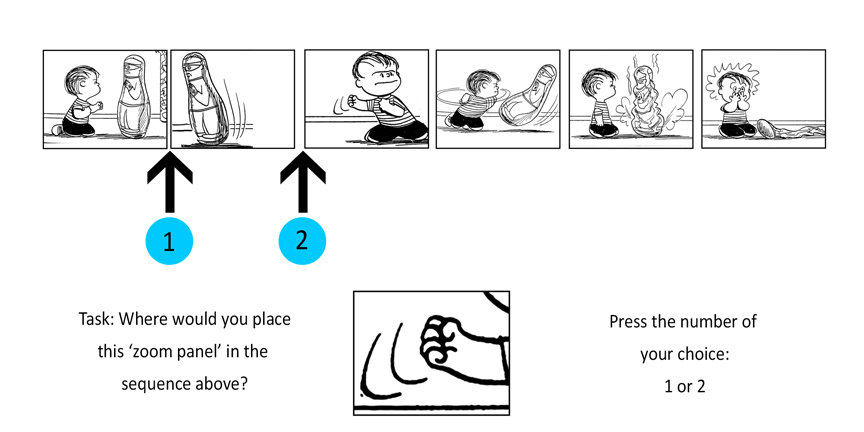 1
2
Task: Where would you place
this ‘zoom panel’ in the
sequence above?
Press the number of
your choice:
1 or 2